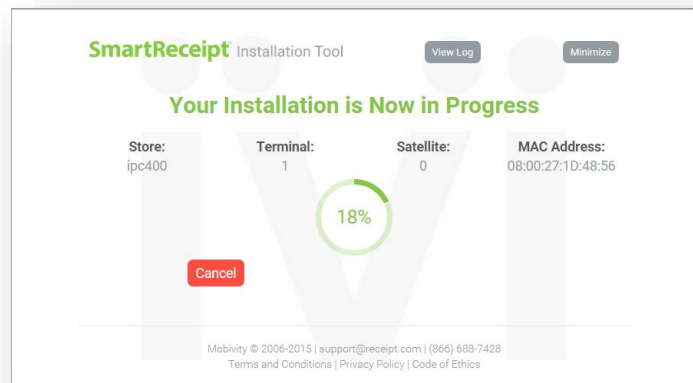 SmartReceipt Installation Tool View Log Minimize
Your Installation is Now in Progress
Store: Terminal: Satellite: MAC Address:
ipc400 1 0 08:00:27:1D:48:56
18%
Cancel
Mobivity © 2006-2015 | support@receipt.com | (866) 688-7428
Terms and Conditions | Privacy Policy | Code of Ethics